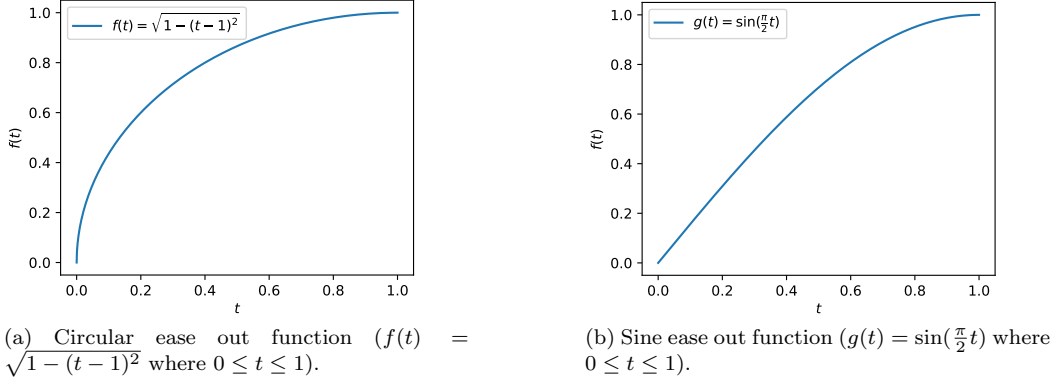 f(t) = √1 − (t − 1)²
1.0
0.8
0.6
0.4
0.2
0.0
f(t)
0.0 0.2 0.4 0.6 0.8 1.0
t
(a) Circular ease out function (f(t) =
√1 − (t − 1)² where 0 ≤ t ≤ 1).
g(t) = sin(π/2 t)
1.0
0.8
0.6
0.4
0.2
0.0
f(t)
0.0 0.2 0.4 0.6 0.8 1.0
t
(b) Sine ease out function (g(t) = sin(π/2 t) where
0 ≤ t ≤ 1).